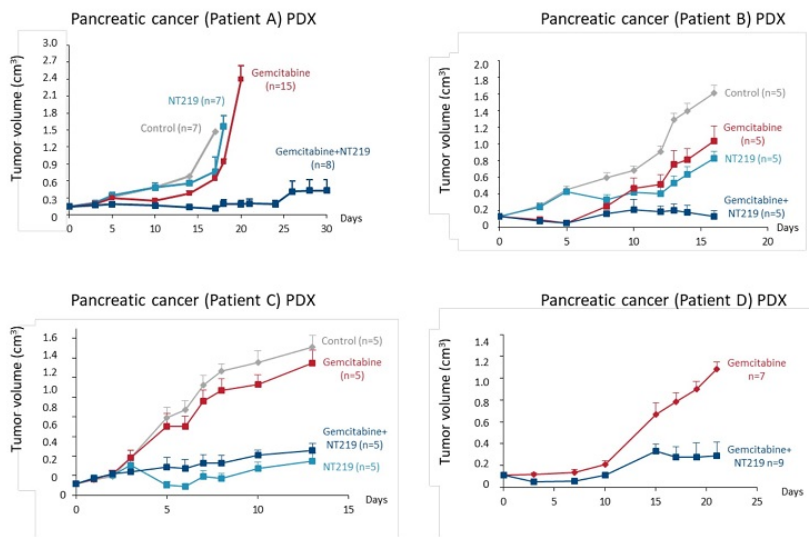 Pancreatic cancer (Patient A) PDX
Tumor volume (cm³)
3.0
2.7
2.4
2.1
1.8
1.5
1.2
0.9
0.6
0.3
0
0 5 10 15 20 25 30 Days
Gemcitabine
(n=15)
NT219 (n=7)
Control (n=7)
Gemcitabine+NT219
(n=8)
Pancreatic cancer (Patient B) PDX
Tumor volume (cm³)
2.0
1.8
1.6
1.4
1.2
1.0
0.8
0.6
0.4
0.2
0
0 5 10 15 20
Days
Control (n=5)
Gemcitabine
(n=5)
NT219 (n=5)
Gemcitabine+
NT219 (n=5)
Pancreatic cancer (Patient C) PDX
Tumor volume (cm³)
1.6
1.4
1.2
1.0
0.8
0.6
0.4
0.2
0
0
0 5 10 15
Days
Control (n=5)
Gemcitabine
(n=5)
Gemcitabine+
NT219 (n=5)
NT219 (n=5)
Pancreatic cancer (Patient D) PDX
Tumor volume (cm³)
1.4
1.2
1.0
0.8
0.6
0.4
0.2
0
0 5 10 15 20 25
Days
Gemcitabine
n=7
Gemcitabine+
NT219 n=9